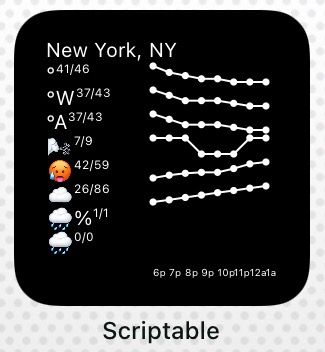 New York, NY
°41/46
°W37/43
°A37/43
7/9
42/59
26/86
%1/1
0/0
6p 7p 8p 9p 10p11p12a1a
Scriptable